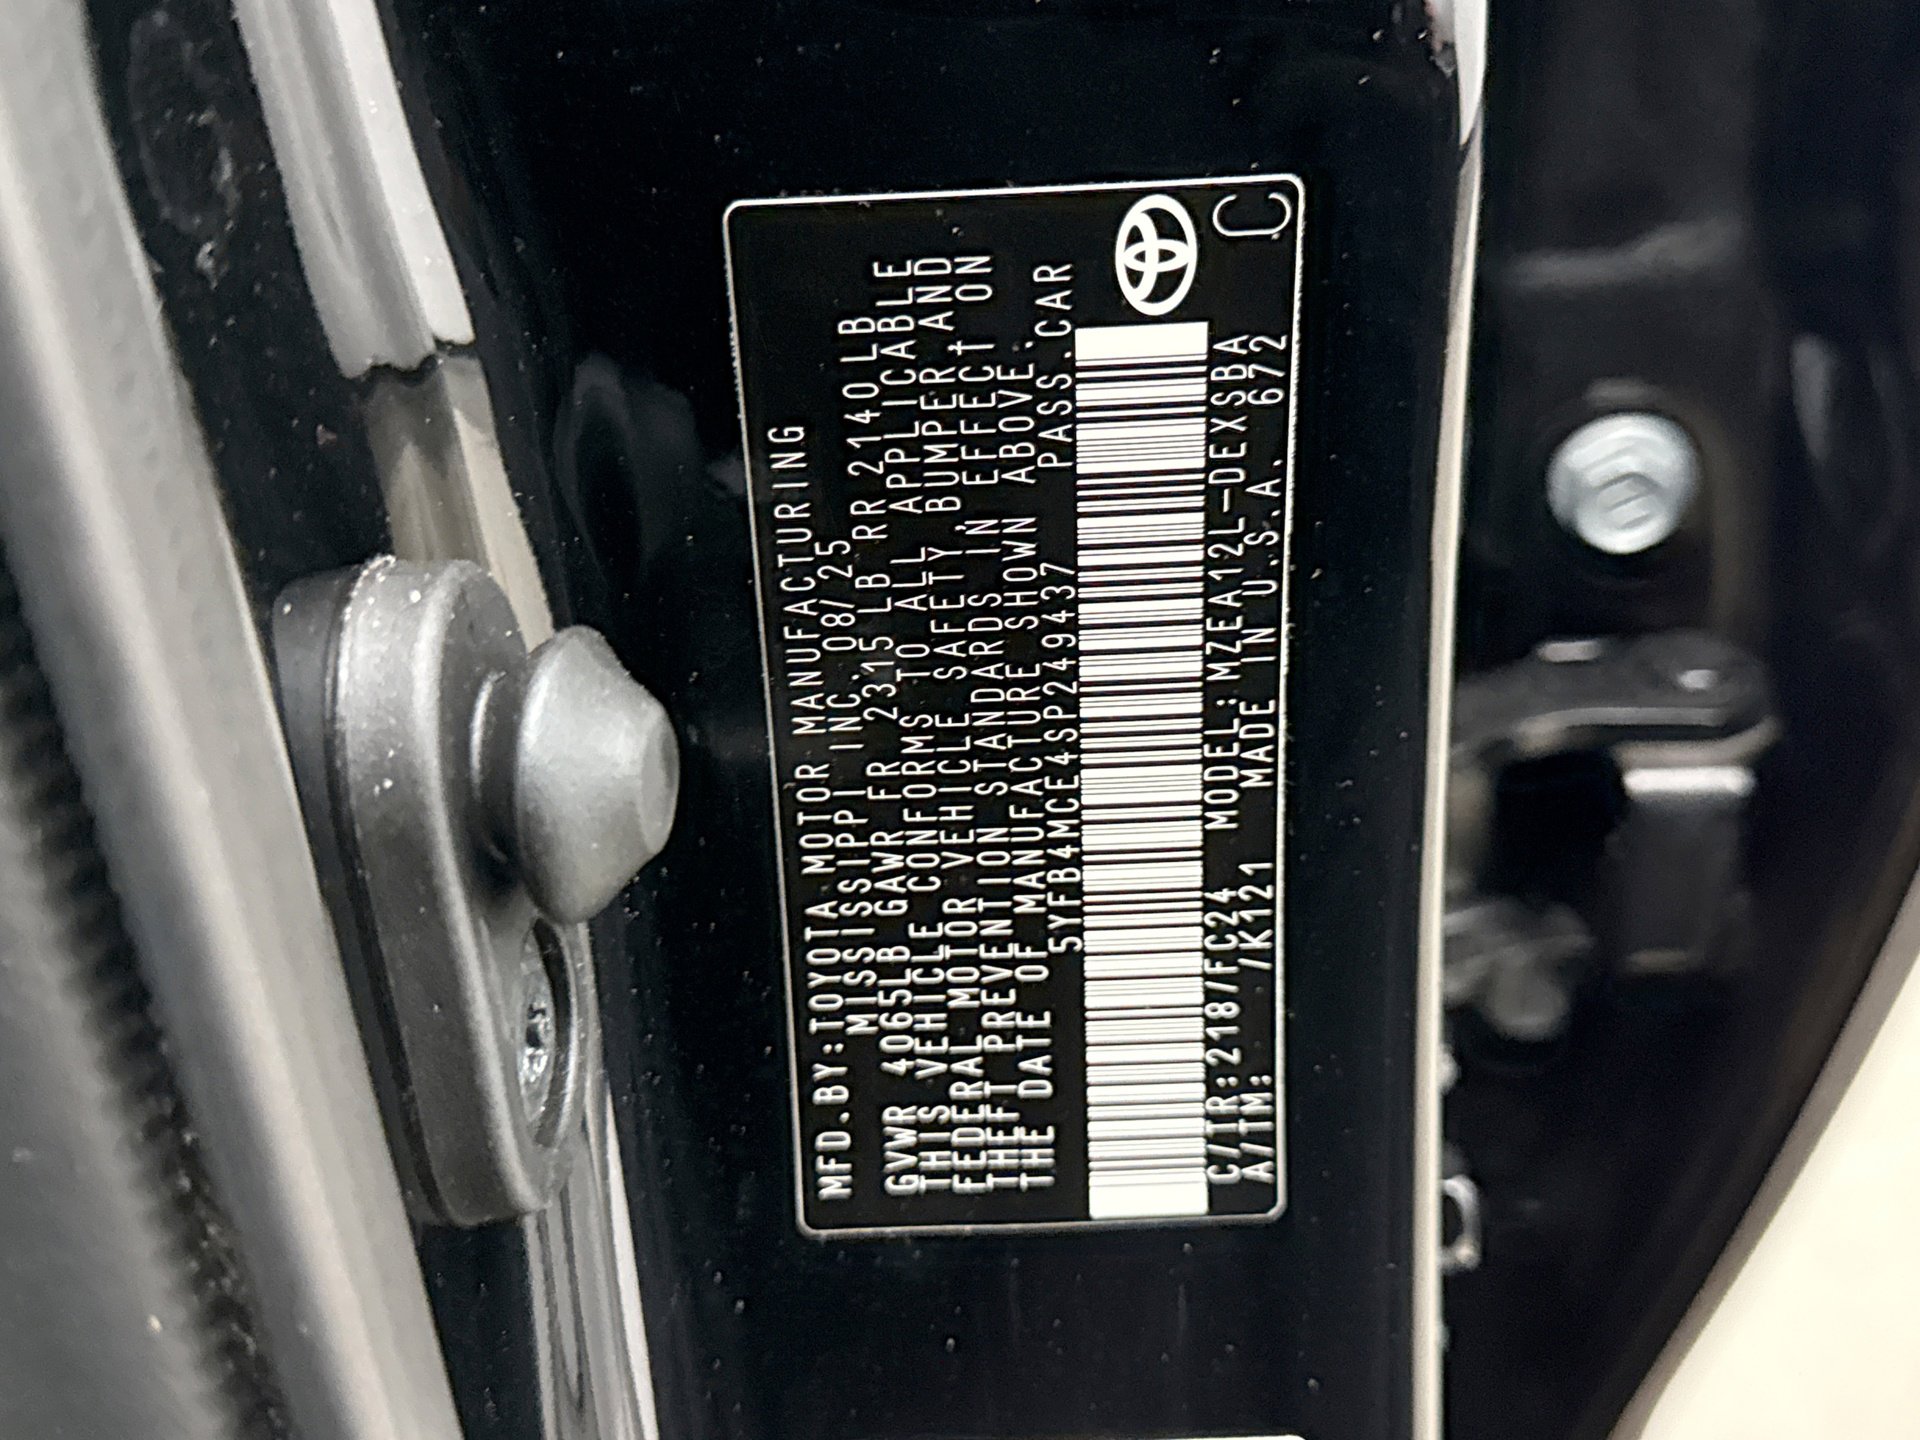 MFD.BY:TOYOTA MOTOR MANUFACTURING
MISSISSIPPI INC. 08/25
GVWR 4065LB GAWR FR 2315LB RR 2140LB
THIS VEHICLE CONFORMS TO ALL APPLICABLE
FEDERAL MOTOR VEHICLE SAFETY, BUMPER AND
THEFT PREVENTION STANDARDS IN EFFECT ON
THE DATE OF MANUFACTURE SHOWN ABOVE.
5YFB4MCE4SP249437 PASS.CAR
C/TR:218/FC24 MODEL:MZEA12L-DEXSBA
A/TM: /K121 MADE IN U.S.A. 672
C